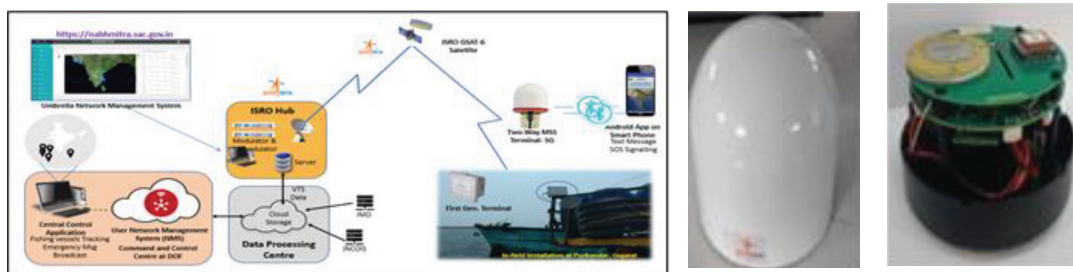 https://nabhmitra.sac.gov.in
Umbrella Network Management System
ISRO Hub
Modulator &
Server
VTS
Data
Cloud
Storage
Data Processing
Centre
IMD
INCOIS
Central Control
Application
Fishing vessels Tracking
Emergency Msg
Broadcast
User Network Management
System (NMS)
Command and Control
Centre at DOF
ISRO GSAT-6
Satellite
Two-Way MSS
Terminal- 5G
Android App on
Smart Phone
Text Message
SOS Signalling
First Gen. Terminal
In-field Installation at Porbandar, Gujarat